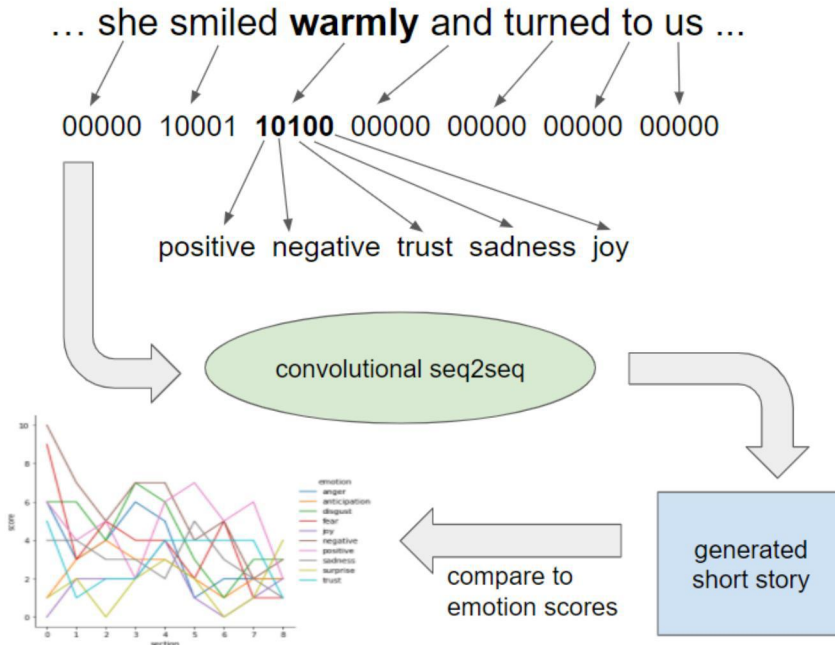 ... she smiled warmly and turned to us ...
00000 10001 10100 00000 00000 00000 00000
positive negative trust sadness joy
convolutional seq2seq
generated
short story
compare to
emotion scores
10
8
6
4
2
0
score
0 1 2 3 4 5 6 7 8
section
emotion
anger
anticipation
disgust
fear
joy
negative
positive
sadness
surprise
trust